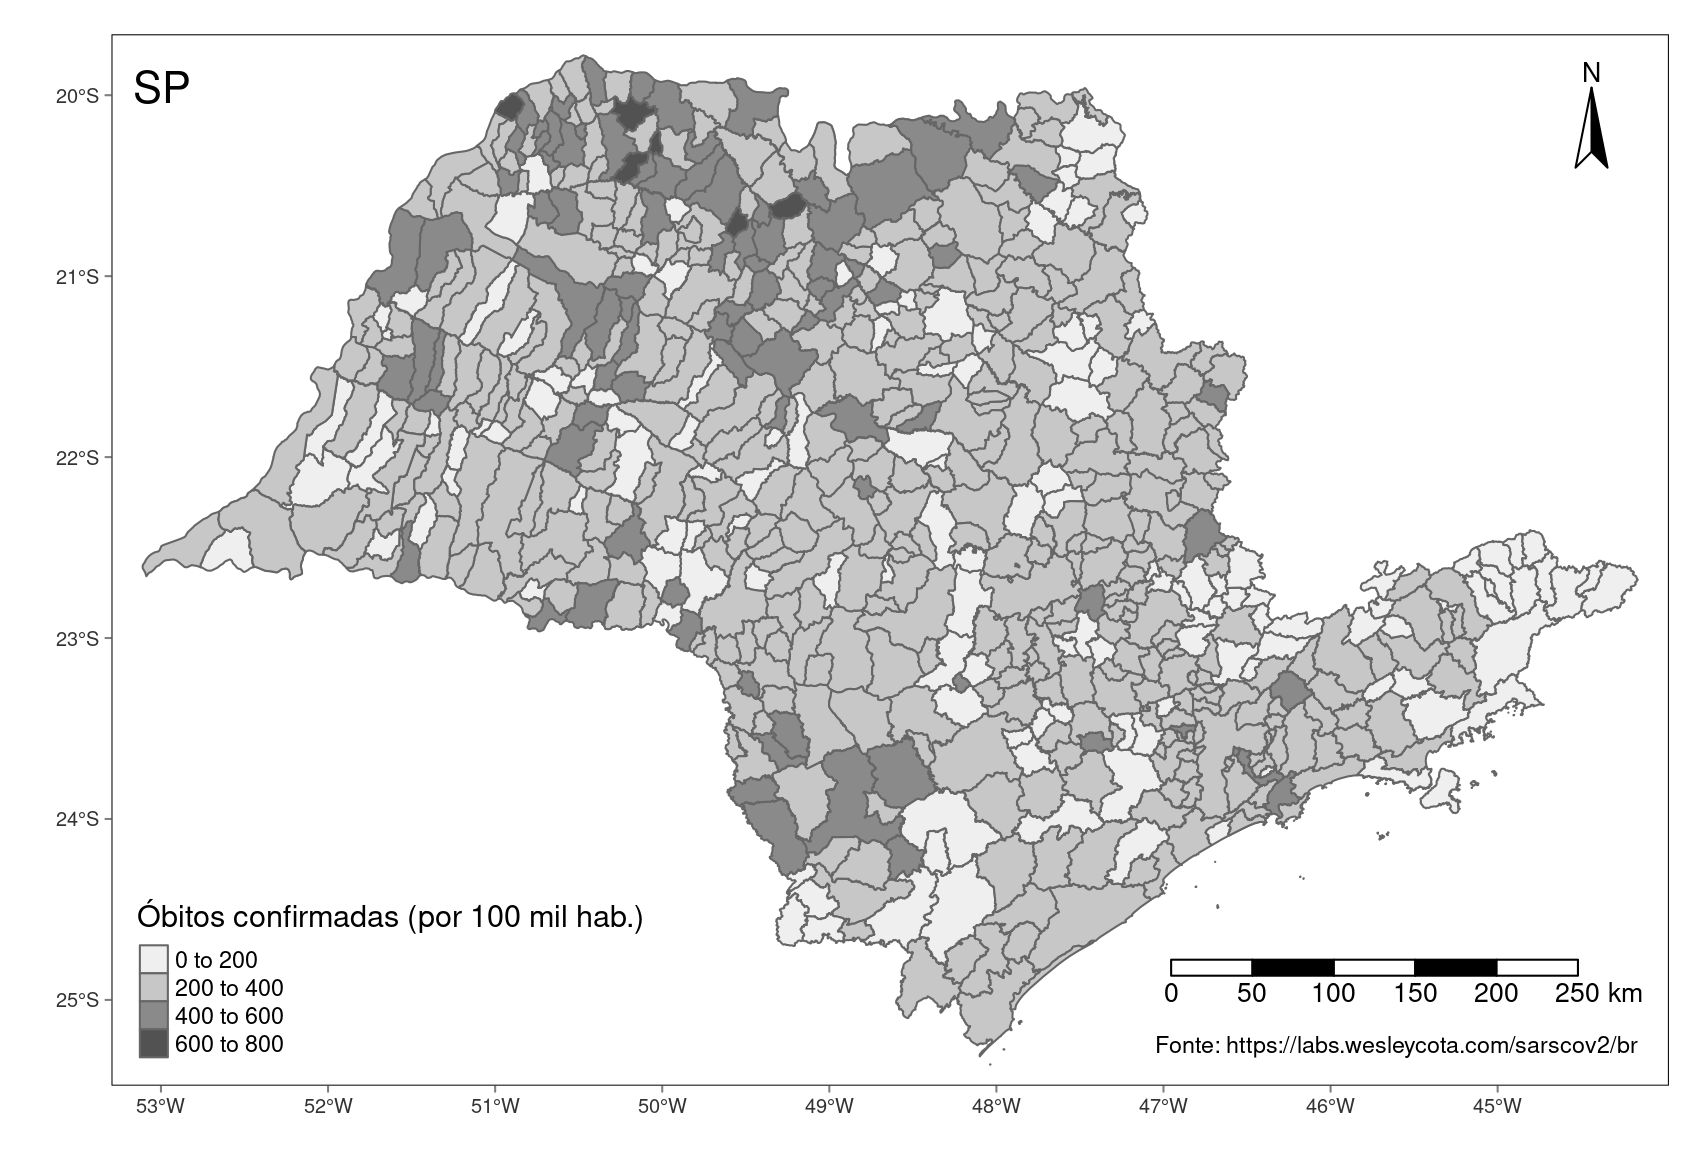 SP
N
20°S
21°S
22°S
23°S
24°S
25°S
Óbitos confirmadas (por 100 mil hab.)
0 to 200
200 to 400
400 to 600
600 to 800
0 50 100 150 200 250 km
Fonte: https://labs.wesleycota.com/sarscov2/br
53°W 52°W 51°W 50°W 49°W 48°W 47°W 46°W 45°W